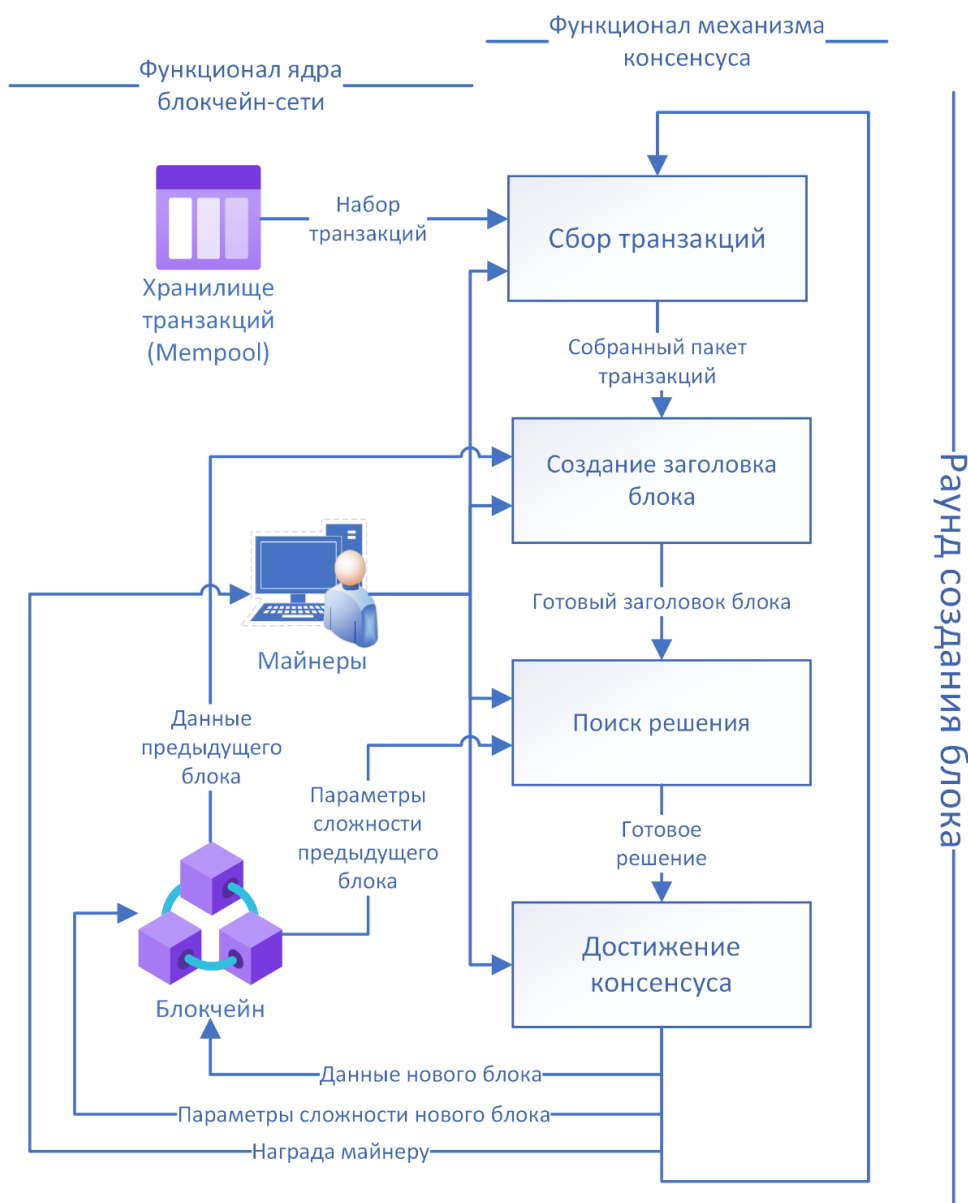 Функционал механизма
консенсуса
Функционал ядра
блокчейн-сети
Набор
транзакций
Сбор транзакций
Хранилище
транзакций
(Mempool)
Собранный пакет
транзакций
Создание заголовка
блока
Готовый заголовок блока
Майнеры
Поиск решения
Данные
предыдущего
блока
Параметры
сложности
предыдущего
блока
Готовое
решение
Достижение
консенсуса
Блокчейн
Данные нового блока
Параметры сложности нового блока
Награда майнеру
Раунд создания блока